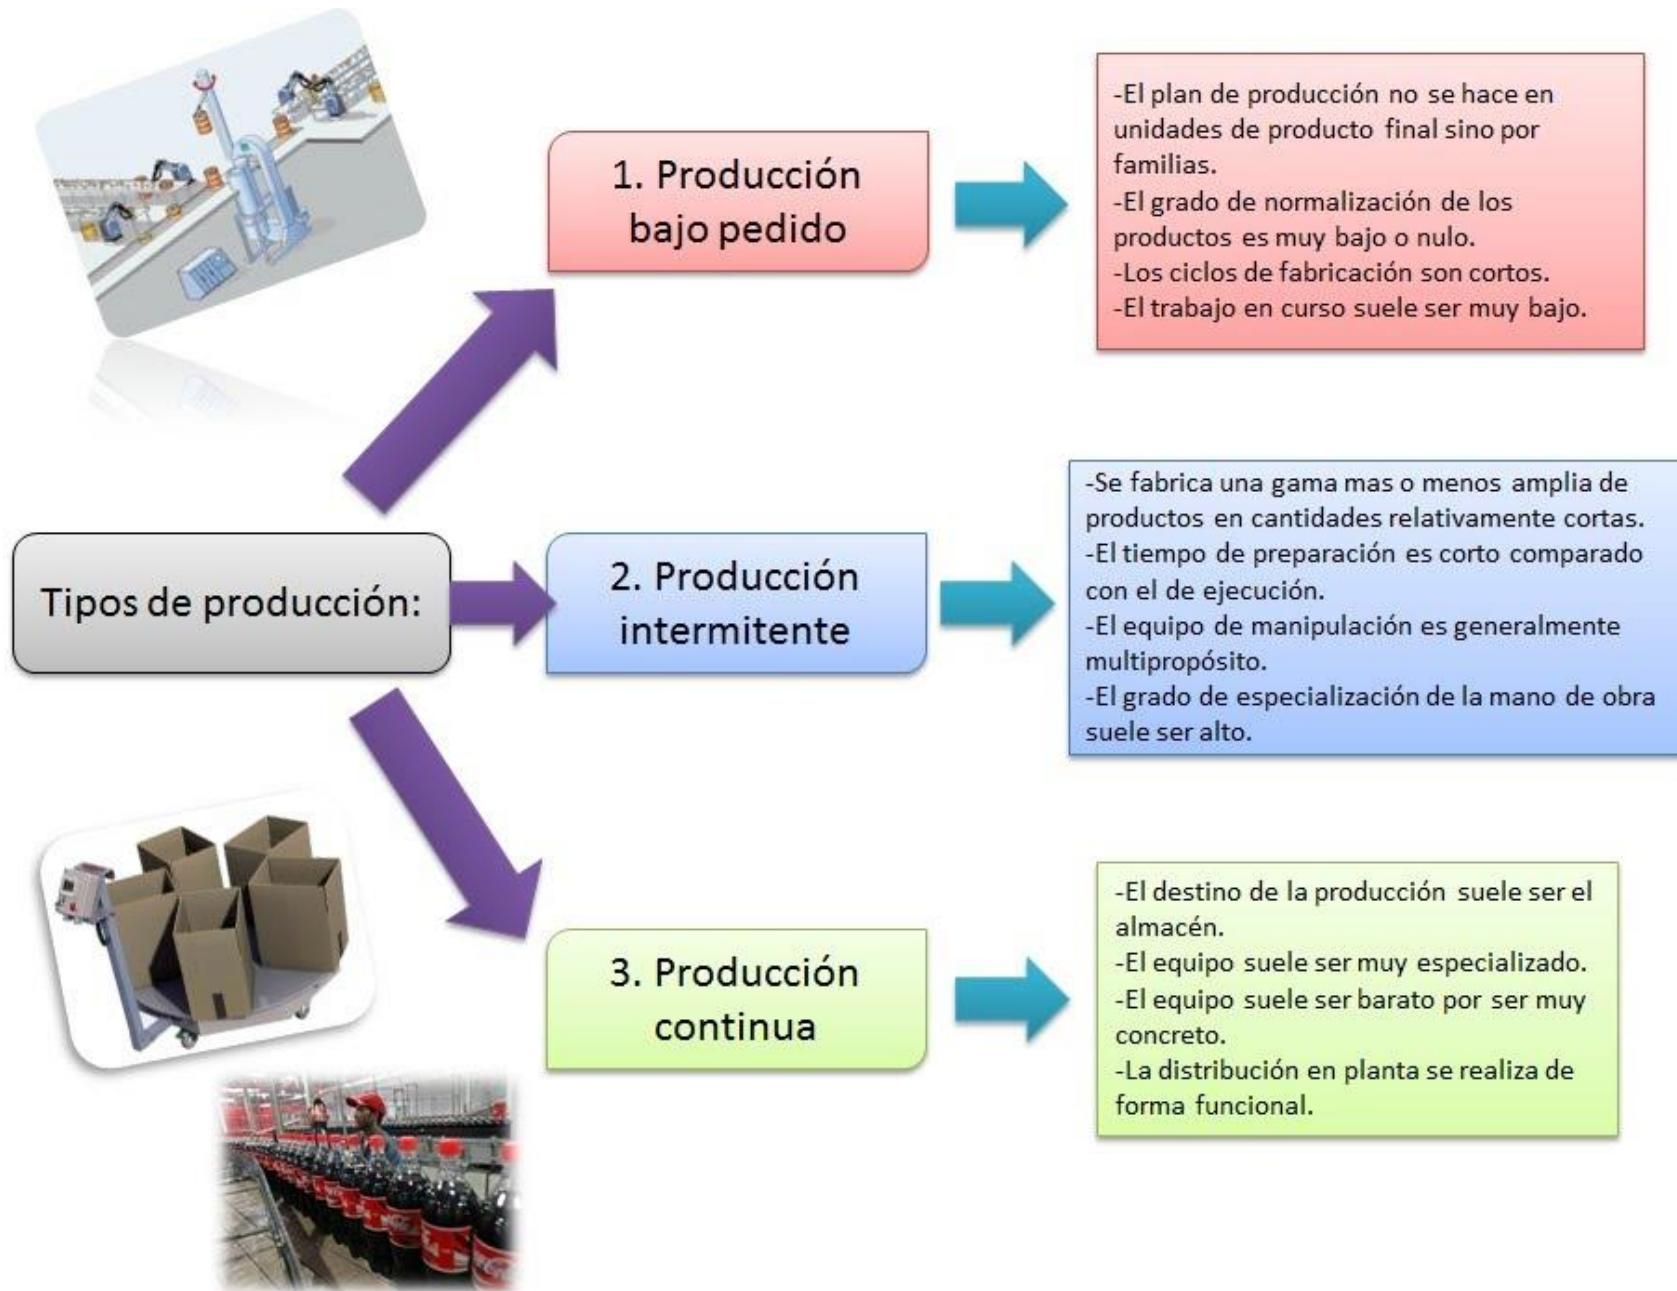 Tipos de producción:
1. Producción
bajo pedido
-El plan de producción no se hace en
unidades de producto final sino por
familias.
-El grado de normalización de los
productos es muy bajo o nulo.
-Los ciclos de fabricación son cortos.
-El trabajo en curso suele ser muy bajo.
2. Producción
intermitente
-Se fabrica una gama mas o menos amplia de
productos en cantidades relativamente cortas.
-El tiempo de preparación es corto comparado
con el de ejecución.
-El equipo de manipulación es generalmente
multipropósito.
-El grado de especialización de la mano de obra
suele ser alto.
3. Producción
continua
-El destino de la producción suele ser el
almacén.
-El equipo suele ser muy especializado.
-El equipo suele ser barato por ser muy
concreto.
-La distribución en planta se realiza de
forma funcional.